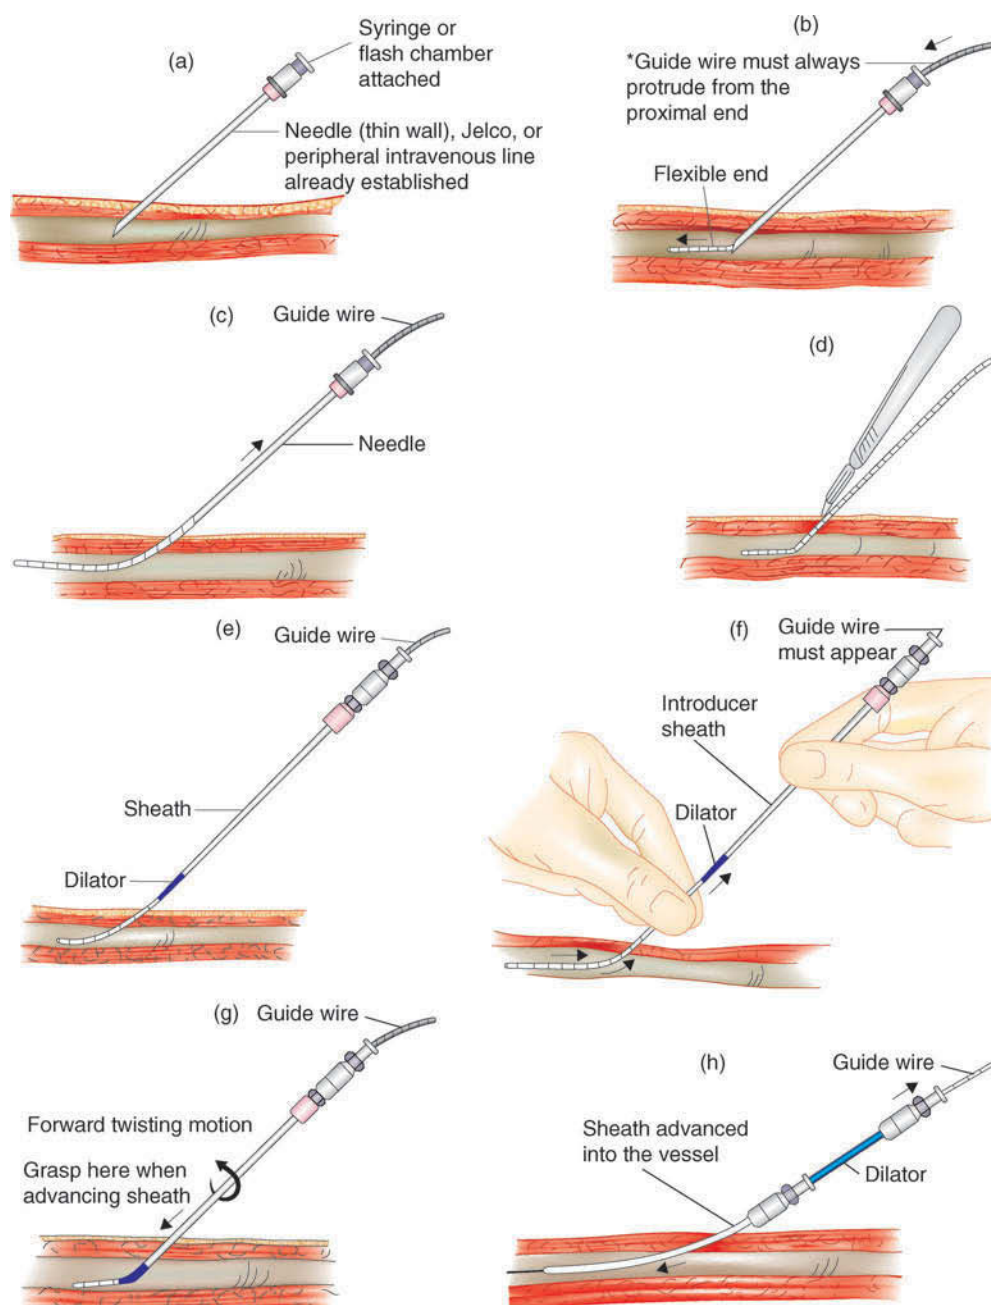 (a)
Syringe or
flash chamber
attached
Needle (thin wall), Jelco, or
peripheral intravenous line
already established
(b)
*Guide wire must always
protrude from the
proximal end
Flexible end
(c)
Guide wire
Needle
(d)
(e)
Guide wire
Sheath
Dilator
(f)
Guide wire
must appear
Introducer
sheath
Dilator
(g)
Guide wire
Forward twisting motion
Grasp here when
advancing sheath
(h)
Guide wire
Sheath advanced
into the vessel
Dilator